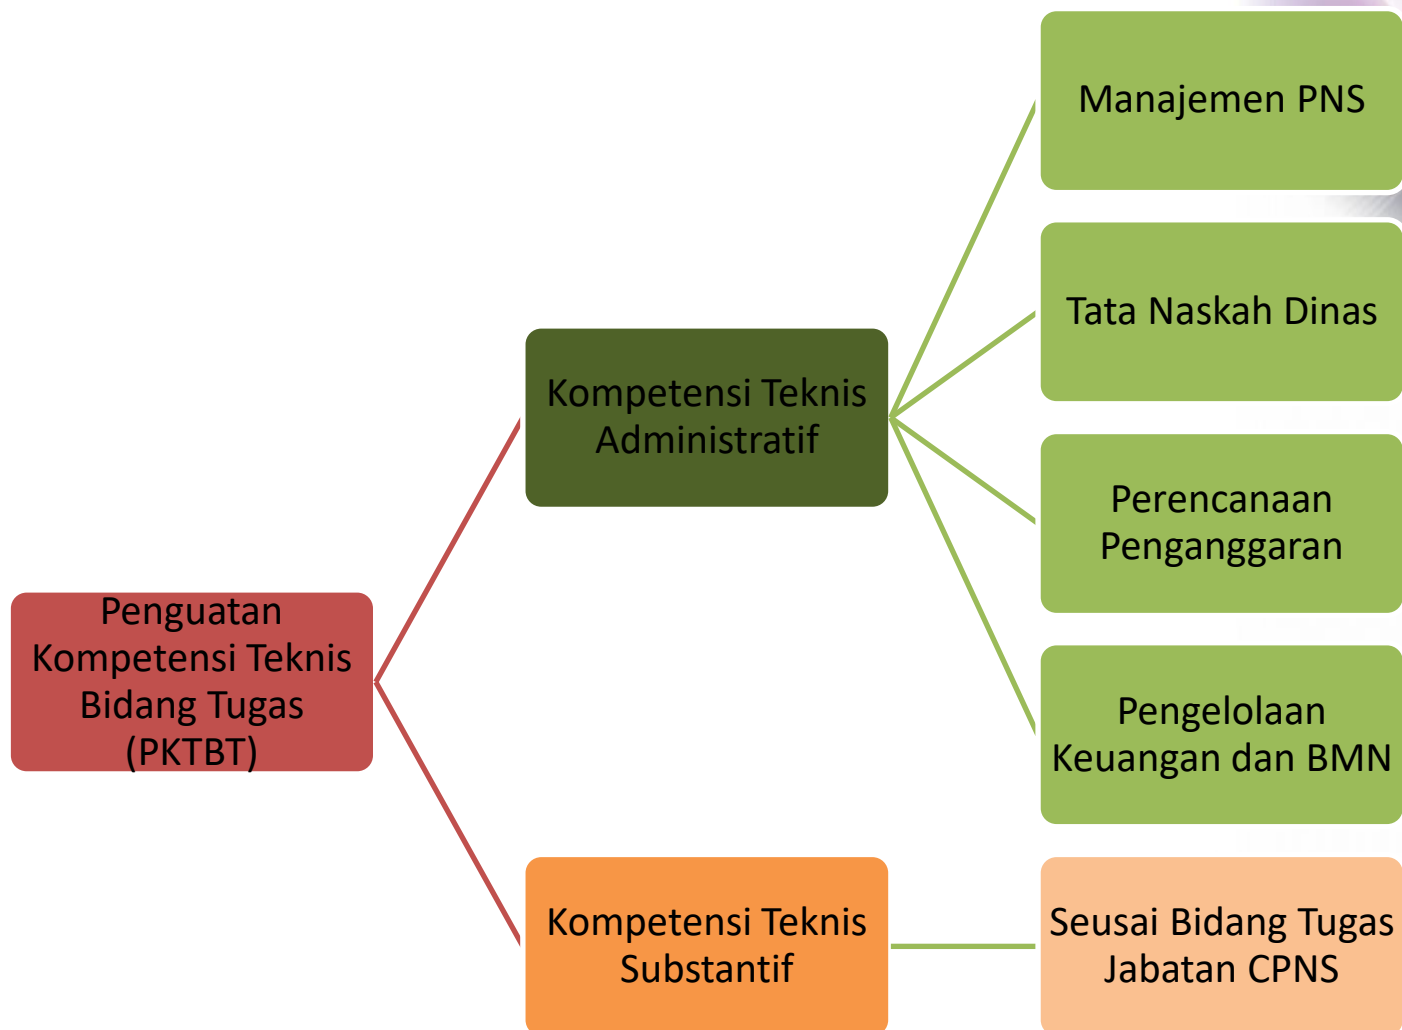 Penguatan
Kompetensi Teknis
Bidang Tugas
(PKTBT)
Kompetensi Teknis
Administratif
Manajemen PNS
Tata Naskah Dinas
Perencanaan
Penganggaran
Pengelolaan
Keuangan dan BMN
Kompetensi Teknis
Substantif
Seusai Bidang Tugas
Jabatan CPNS